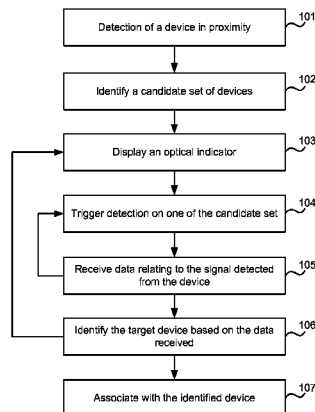 101
Detection of a device in proximity
102
Identify a candidate set of devices
103
Display an optical indicator
104
Trigger detection on one of the candidate set
105
Receive data relating to the signal detected
from the device
106
Identify the target device based on the data
received
107
Associate with the identified device